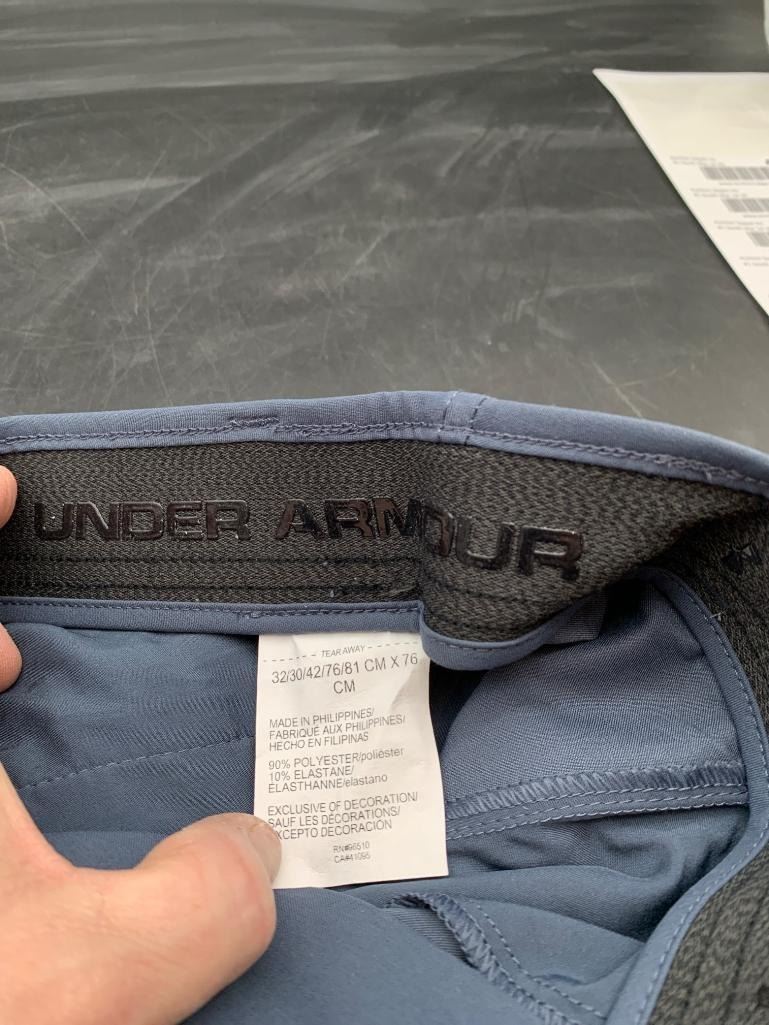 UNDER ARMOUR
TEAR AWAY
32/30/42/76/81 CM X 76
CM
MADE IN PHILIPPINES/
FABRIQUÉ AUX PHILIPPINES/
HECHO EN FILIPINAS
90% POLYESTER/poliéster
10% ELASTANE/
ÉLASTHANNE/elastano
EXCLUSIVE OF DECORATION/
SAUF LES DÉCORATIONS/
EXCEPTO DECORACIÓN
RN#96510
CA#41095